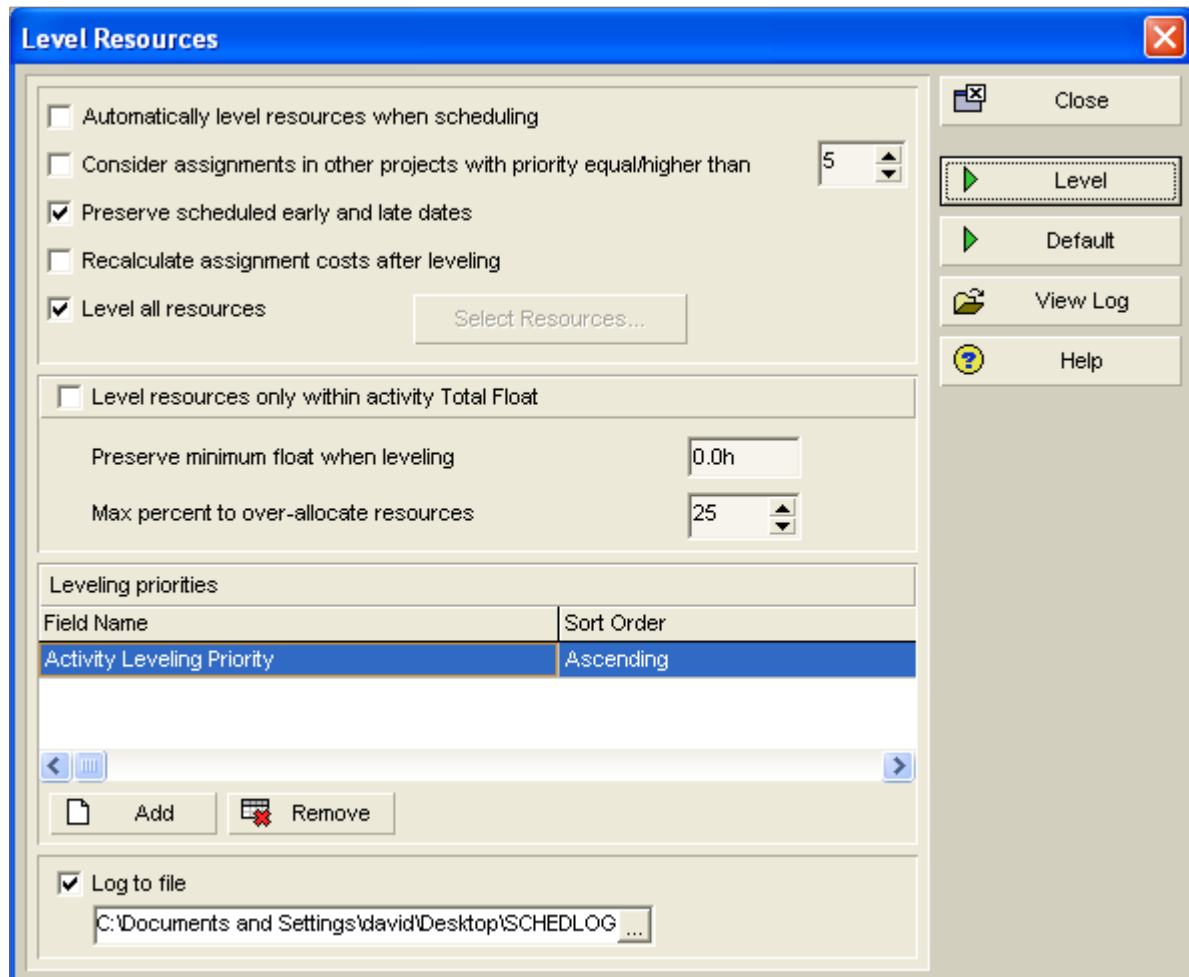 Level Resources
Automatically level resources when scheduling
Consider assignments in other projects with priority equal/higher than 5
Preserve scheduled early and late dates
Recalculate assignment costs after leveling
Level all resources
Select Resources...
Close
Level
Default
View Log
Help
Level resources only within activity Total Float
Preserve minimum float when leveling 0.0h
Max percent to over-allocate resources 25
Leveling priorities
Field Name Sort Order
Activity Leveling Priority Ascending
Add Remove
Log to file
C:\Documents and Settings\david\Desktop\SCHEDLOG ...